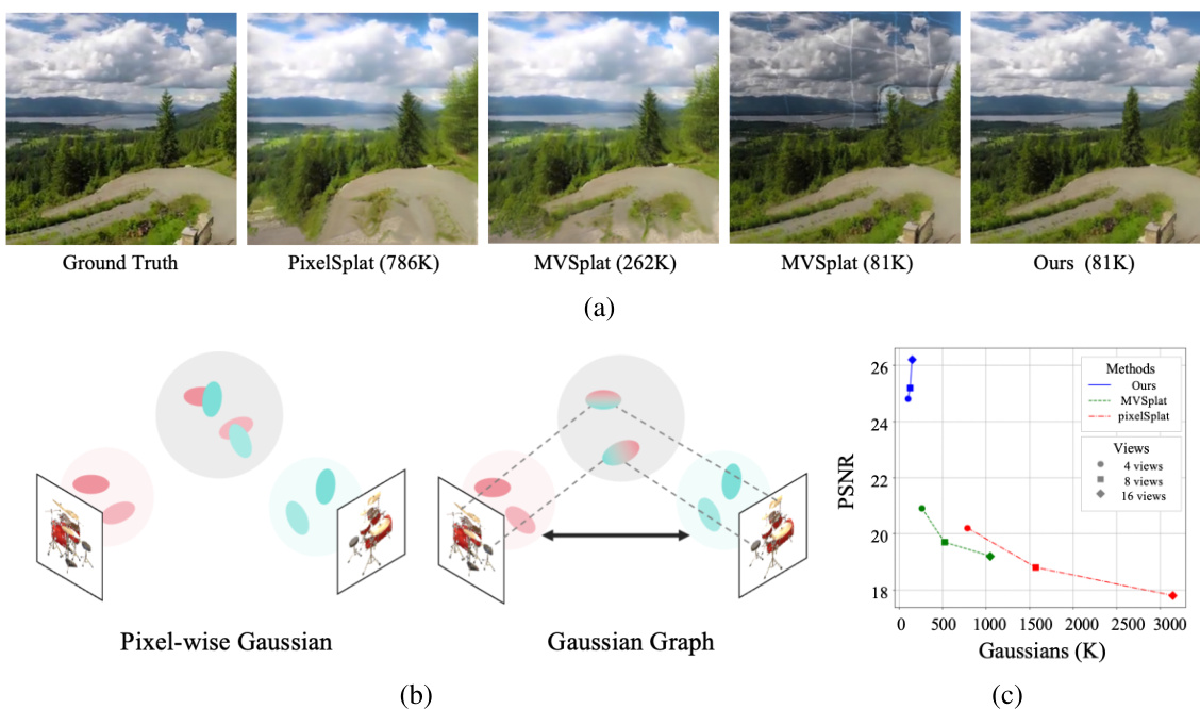 Ground Truth
PixelSplat (786K)
MVSplat (262K)
MVSplat (81K)
Ours (81K)
(a)
Pixel-wise Gaussian
Gaussian Graph
(b)
PSNR
26
24
22
20
18
0
500
1000
1500
2000
2500
3000
Gaussians (K)
Methods
Ours
MVSplat
pixelSplat
Views
4 views
8 views
16 views
(c)